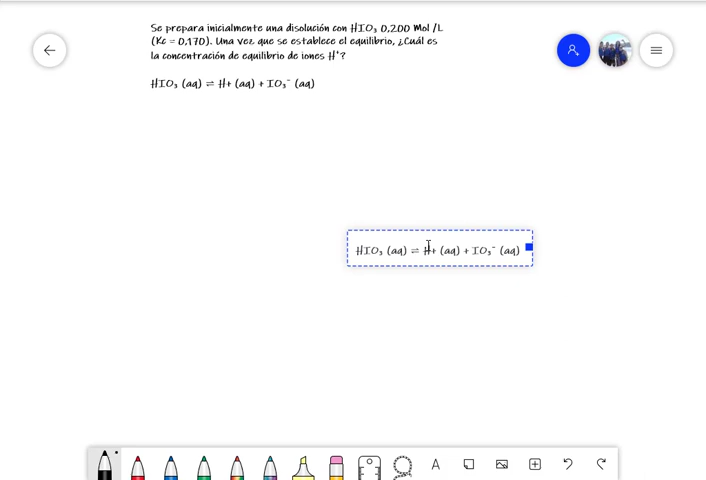 Se prepara inicialmente una disolución con HIO₃ 0,200 Mol /L
(Kc = 0,170). Una vez que se establece el equilibrio, ¿Cuál es
la concentración de equilibrio de iones H⁺?
HIO₃ (aq) ⇌ H+ (aq) + IO₃⁻ (aq)
HIO₃ (aq) ⇌ H+ (aq) + IO₃⁻ (aq)
A